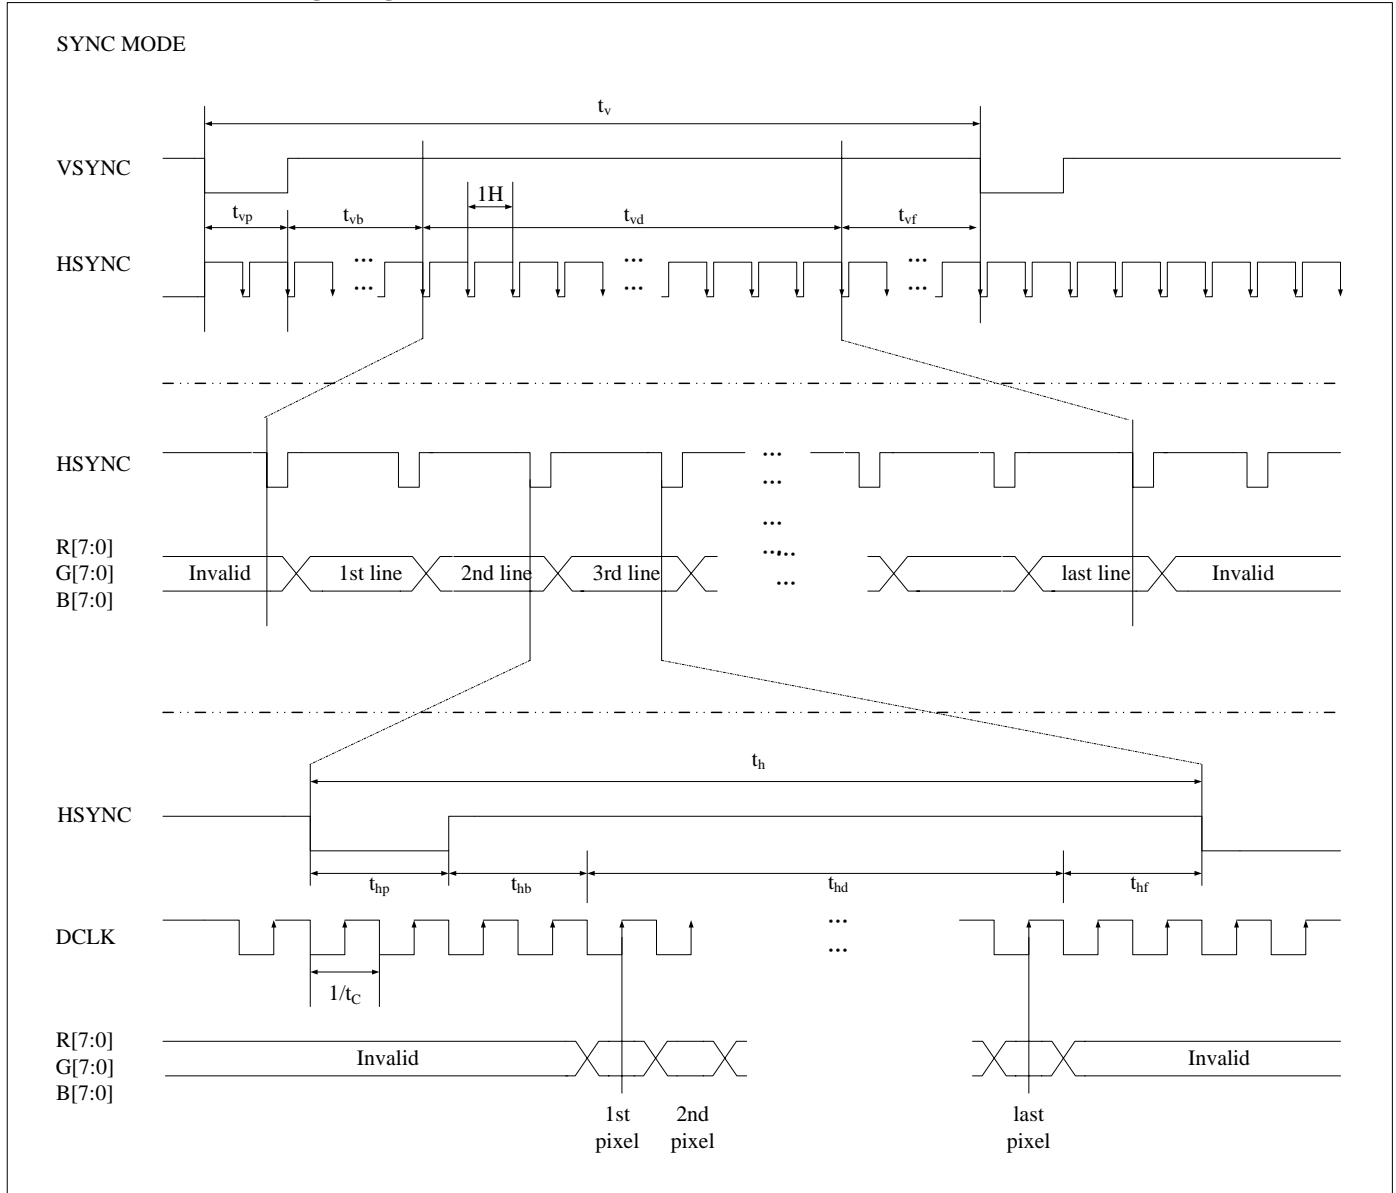 SYNC MODE
t_v
VSYNC
1H
t_vp t_vb t_vd t_vf
HSYNC ... ... ...
... ... ...
HSYNC ...
...
...
R[7:0] ... ...
G[7:0] Invalid 1st line 2nd line 3rd line ... last line Invalid
B[7:0]
t_h
HSYNC
t_hp t_hb t_hd t_hf
DCLK ...
...
1/t_C
R[7:0]
G[7:0] Invalid Invalid
B[7:0]
1st pixel 2nd pixel last pixel